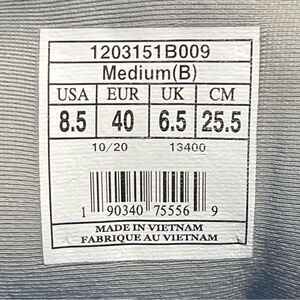 1203151B009
Medium(B)
USA EUR UK CM
8.5 40 6.5 25.5
10/20 13400
1 90340 75556 9
MADE IN VIETNAM
FABRIQUE AU VIETNAM